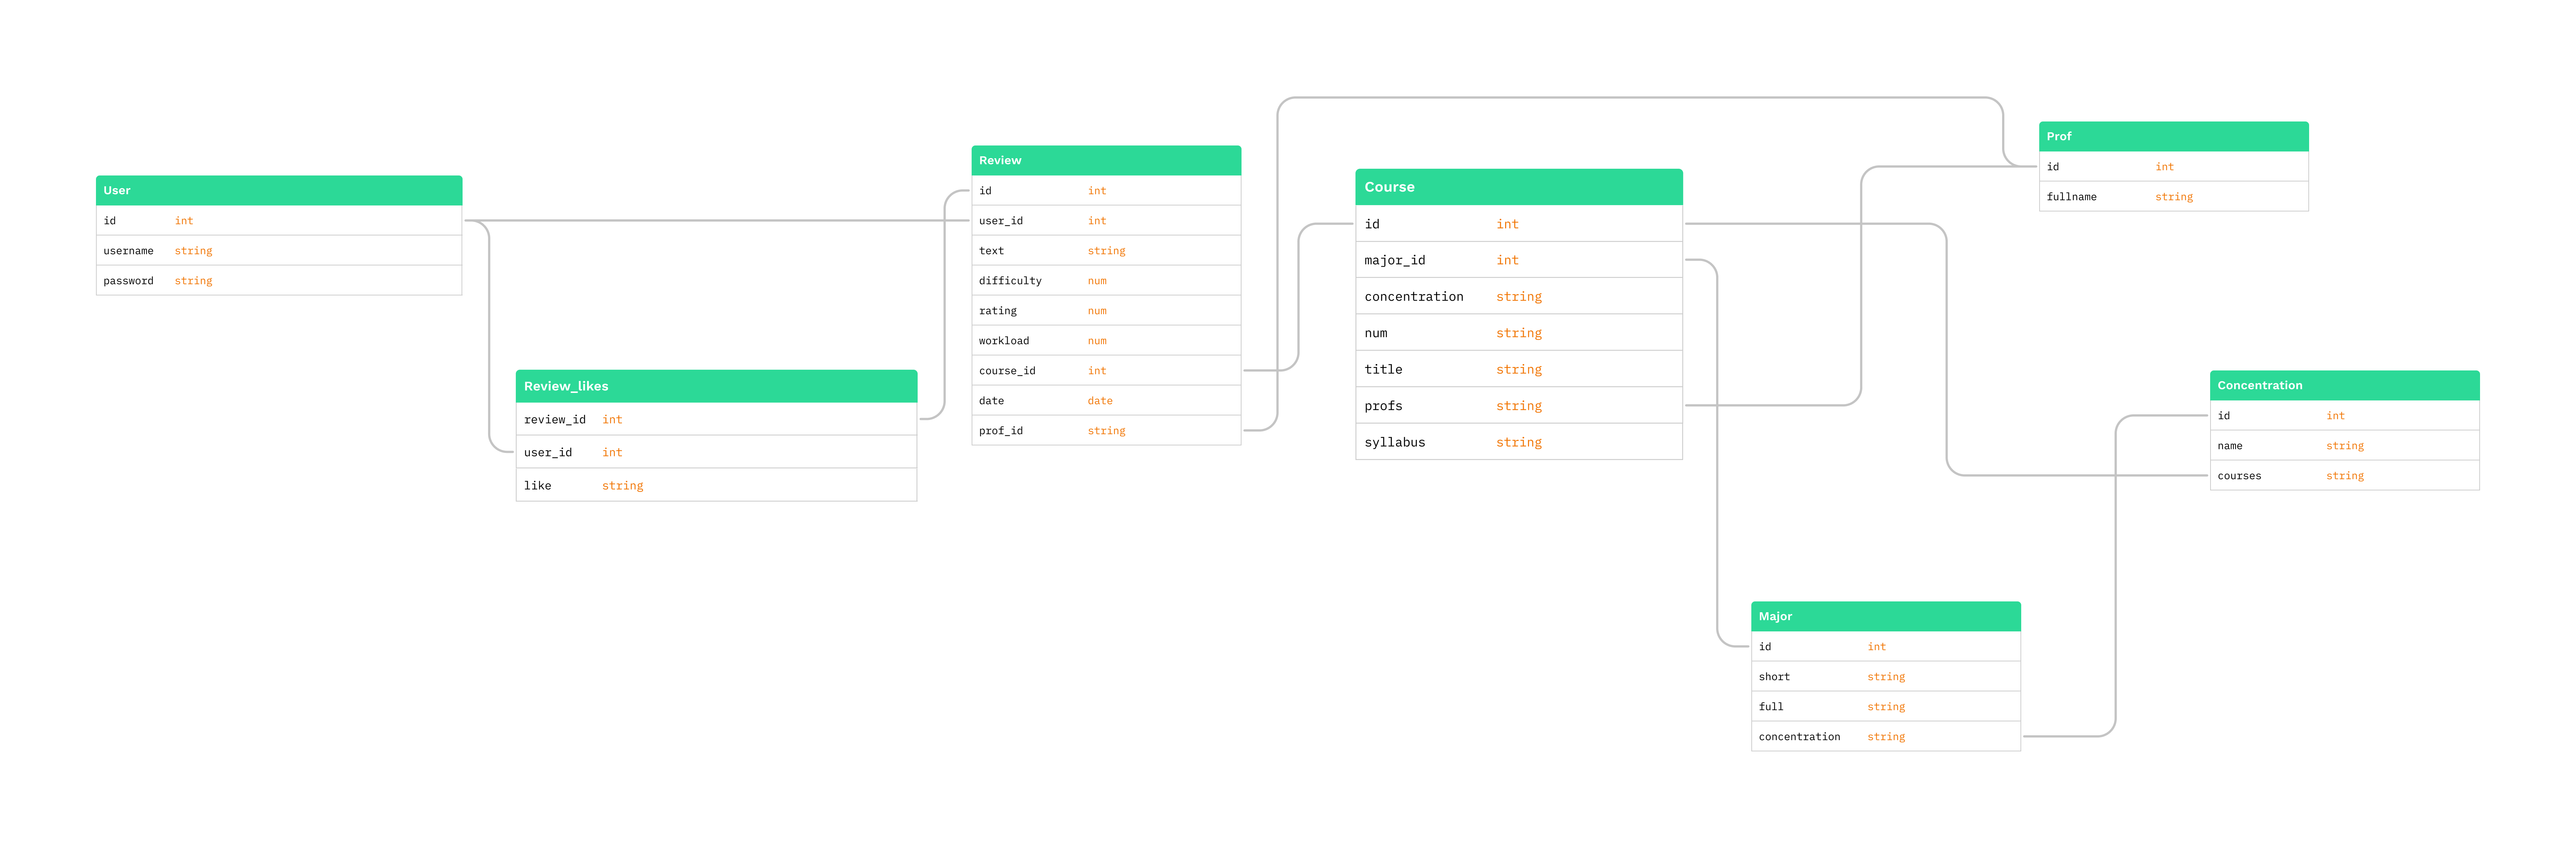 User
id int
username string
password string
Review_likes
review_id int
user_id int
like string
Review
id int
user_id int
text string
difficulty num
rating num
workload num
course_id int
date date
prof_id string
Course
id int
major_id int
concentration string
num string
title string
profs string
syllabus string
Prof
id int
fullname string
Concentration
id int
name string
courses string
Major
id int
short string
full string
concentration string